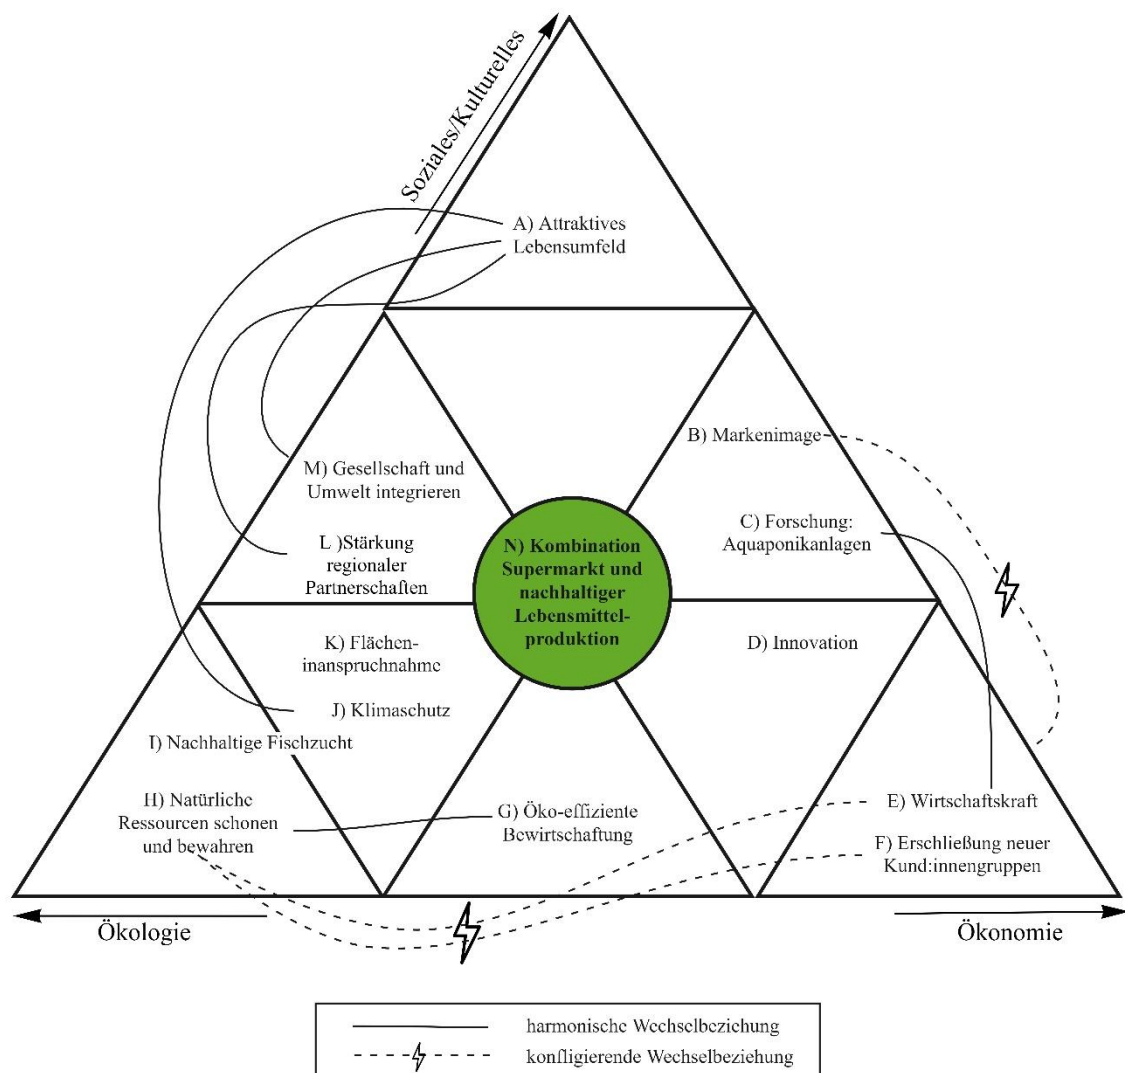 Soziales/Kulturelles
A) Attraktives
Lebensumfeld
B) Markenimage
M) Gesellschaft und
Umwelt integrieren
C) Forschung:
Aquaponikanlagen
L )Stärkung
regionaler
Partnerschaften
N) Kombination
Supermarkt und
nachhaltiger
Lebensmittel-
produktion
K) Flächen-
inanspruchnahme
D) Innovation
J) Klimaschutz
I) Nachhaltige Fischzucht
H) Natürliche
Ressourcen schonen
und bewahren
G) Öko-effiziente
Bewirtschaftung
E) Wirtschaftskraft
F) Erschließung neuer
Kund:innengruppen
Ökologie
Ökonomie
harmonische Wechselbeziehung
konfligierende Wechselbeziehung